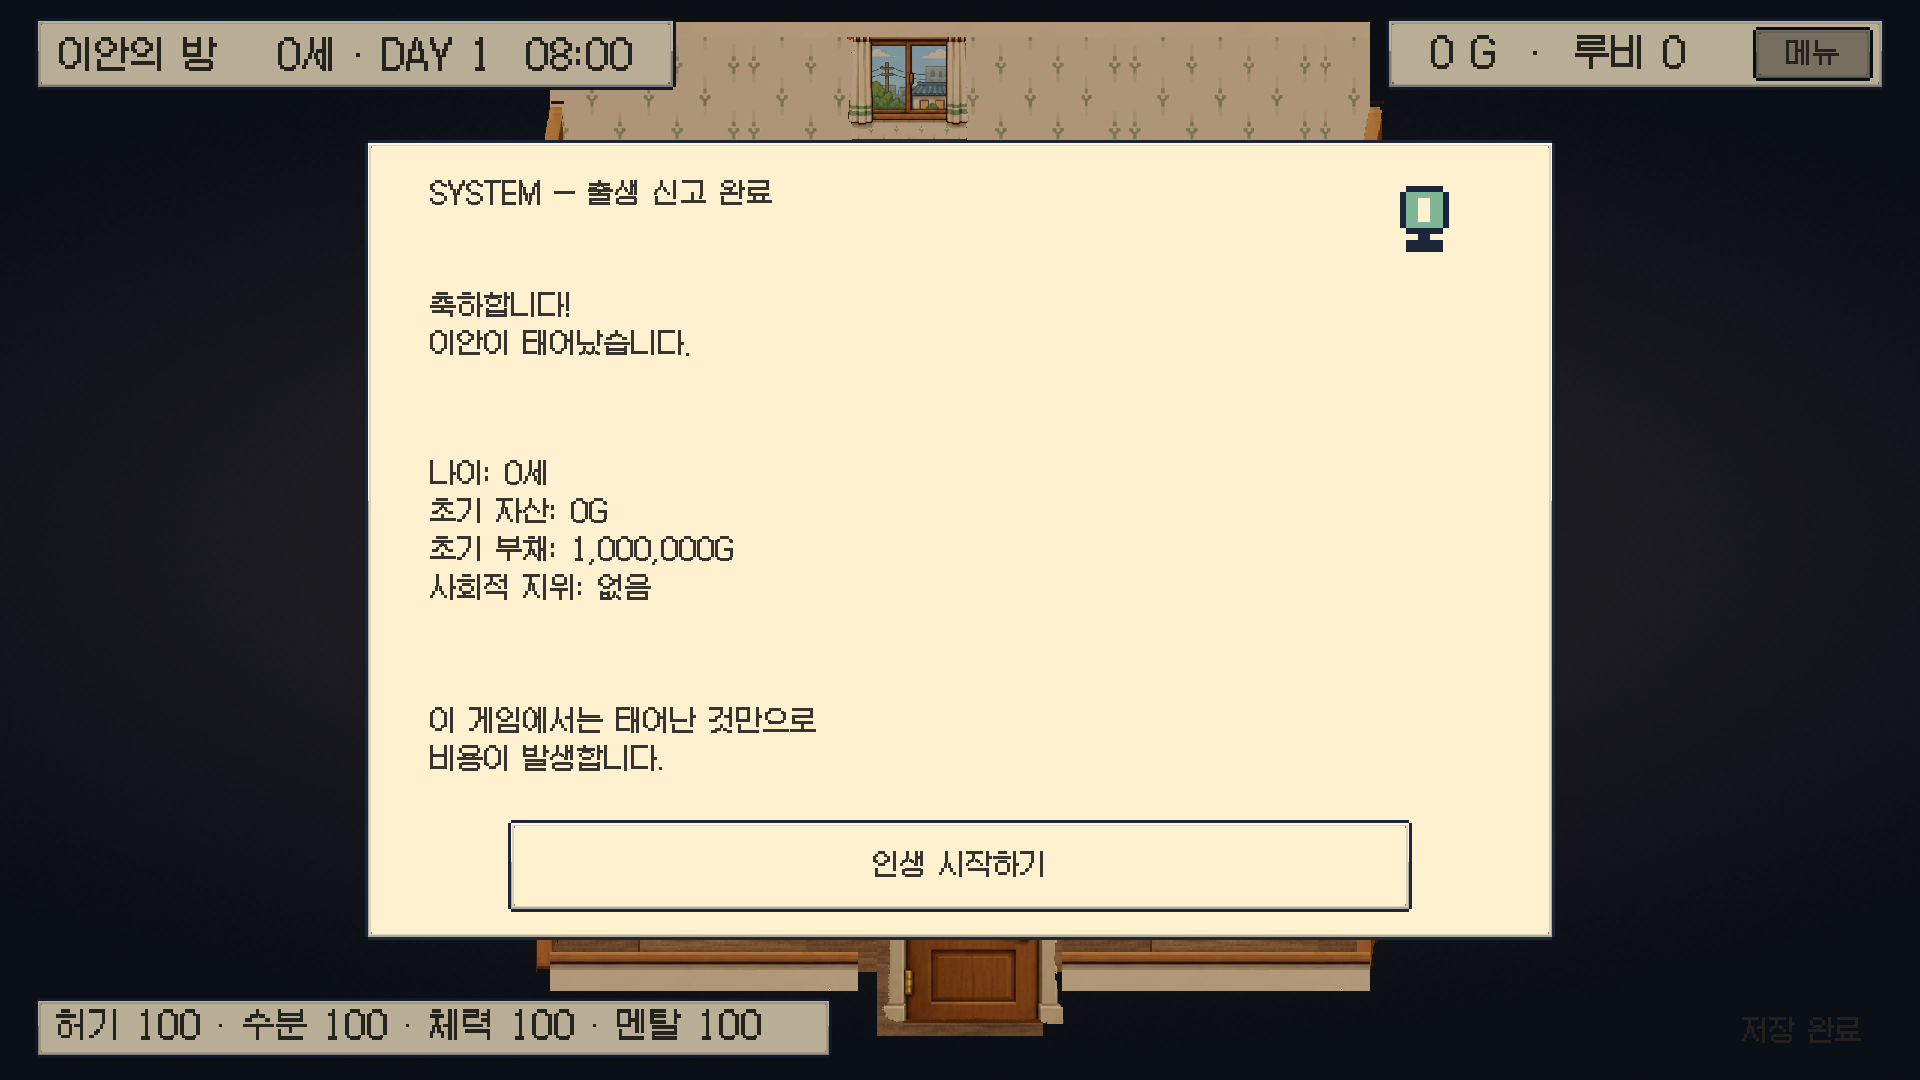 이안의 방 0세 · DAY 1 08:00
0 G · 루비 0
메뉴
SYSTEM — 출생 신고 완료
축하합니다!
이안이 태어났습니다.
나이: 0세
초기 자산: 0G
초기 부채: 1,000,000G
사회적 지위: 없음
이 게임에서는 태어난 것만으로
비용이 발생합니다.
인생 시작하기
허기 100 · 수분 100 · 체력 100 · 멘탈 100
저장 완료